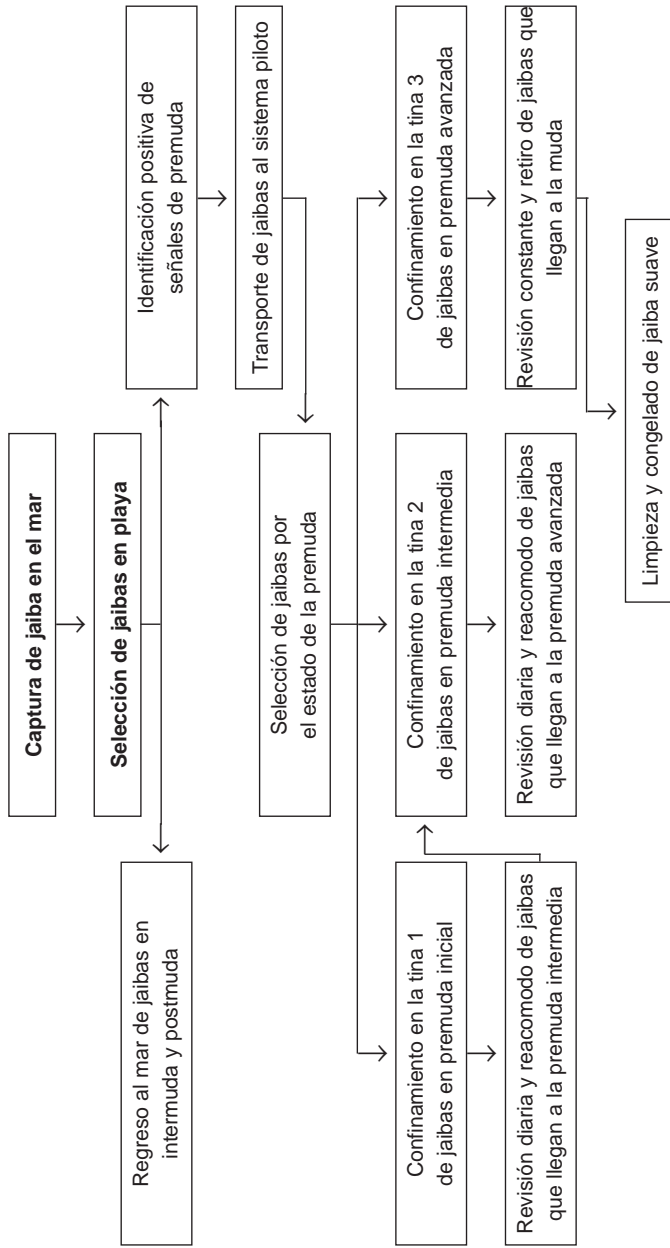 Captura de jaiba en el mar
Selección de jaibas en playa
Regreso al mar de jaibas en
intermuda y postmuda
Identificación positiva de
señales de premuda
Transporte de jaibas al sistema piloto
Selección de jaibas por
el estado de la premuda
Confinamiento en la tina 1
de jaibas en premuda inicial
Confinamiento en la tina 2
de jaibas en premuda intermedia
Confinamiento en la tina 3
de jaibas en premuda avanzada
Revisión diaria y reacomodo de jaibas
que llegan a la premuda intermedia
Revisión diaria y reacomodo de jaibas
que llegan a la premuda avanzada
Revisión constante y retiro de jaibas que
llegan a la muda
Limpieza y congelado de jaiba suave